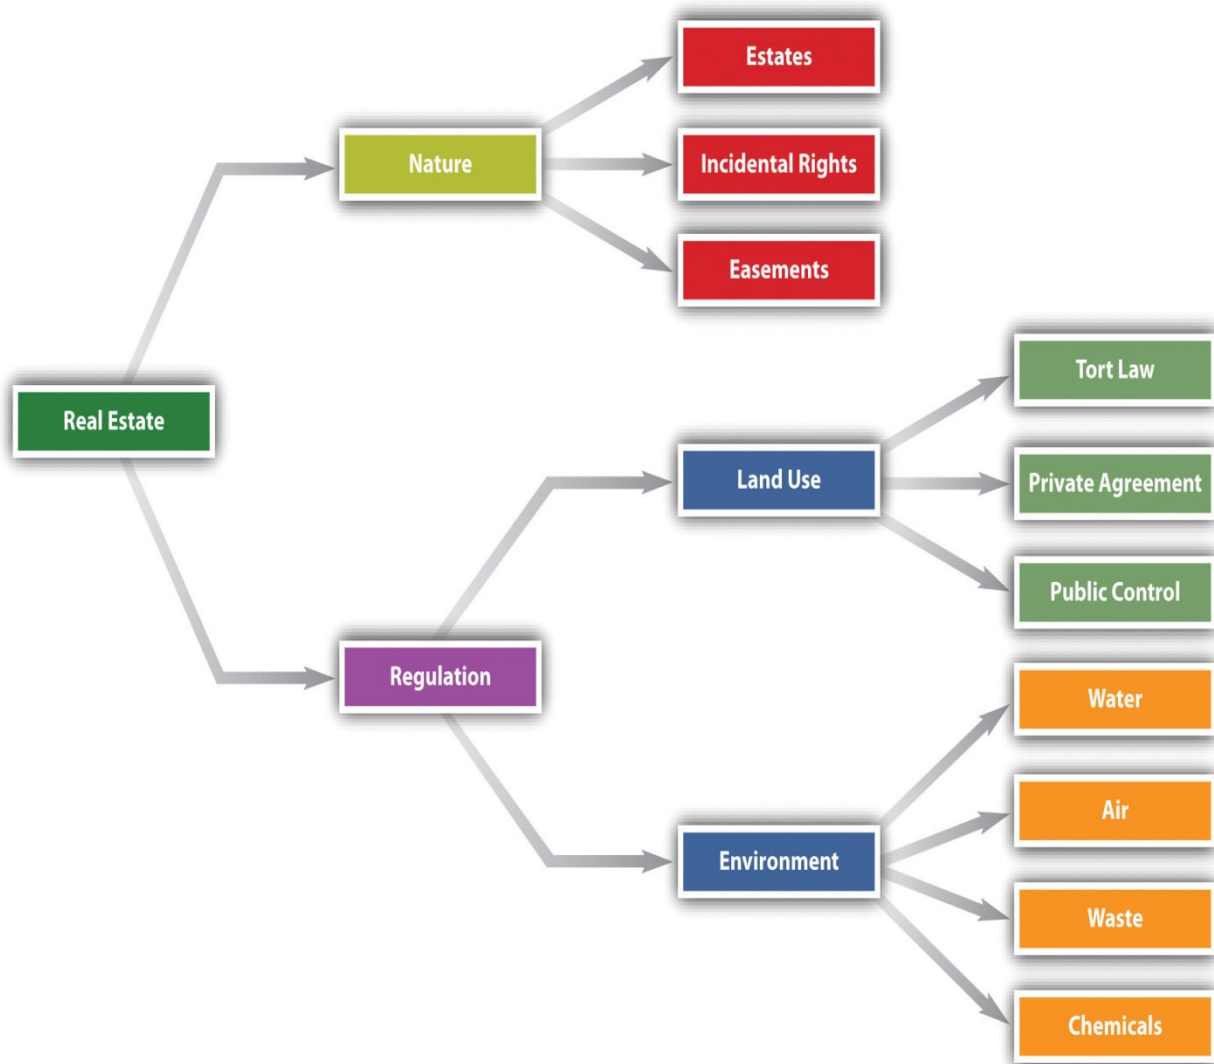 Estates
Nature
Incidental Rights
Easements
Real Estate
Tort Law
Land Use
Private Agreement
Public Control
Regulation
Water
Air
Environment
Waste
Chemicals